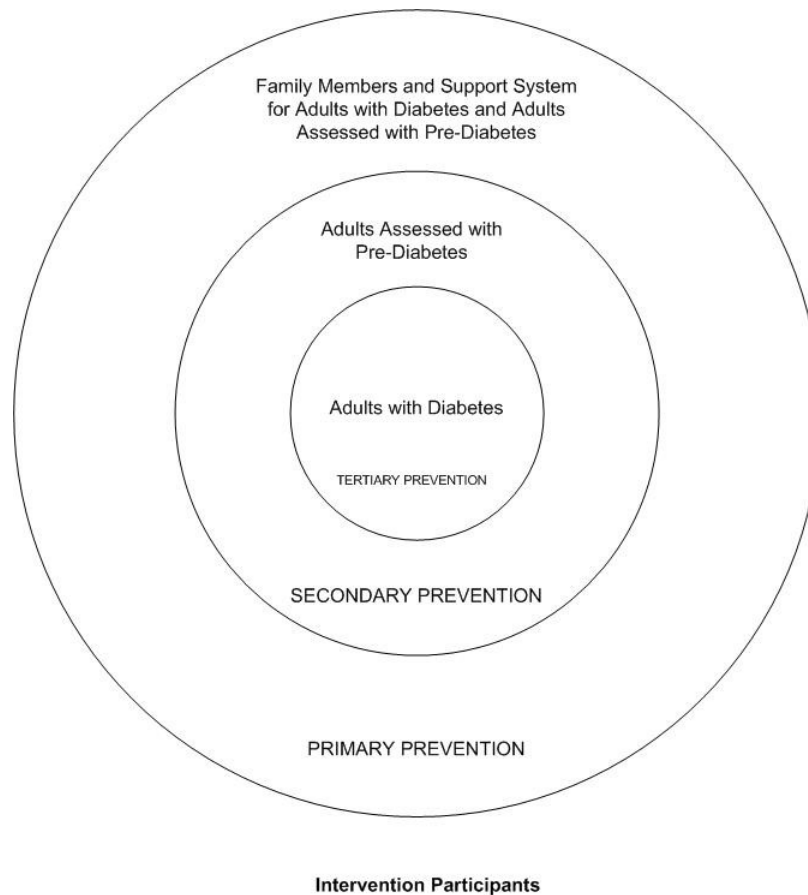 Family Members and Support System
for Adults with Diabetes and Adults
Assessed with Pre-Diabetes
Adults Assessed with
Pre-Diabetes
Adults with Diabetes
TERTIARY PREVENTION
SECONDARY PREVENTION
PRIMARY PREVENTION
Intervention Participants